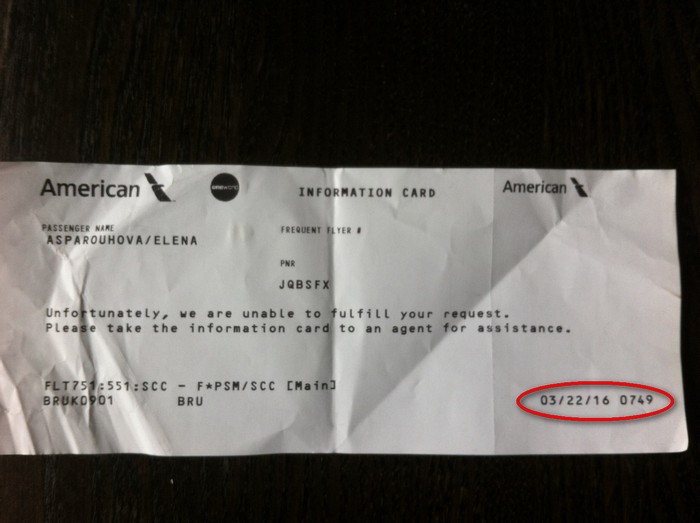 American oneworld INFORMATION CARD American
PASSENGER NAME FREQUENT FLYER #
ASPAROUHOVA/ELENA
PNR
JQBSFX
Unfortunately, we are unable to fulfill your request.
Please take the information card to an agent for assistance.
FLT751:551:SCC - F*PSM/SCC [Main]
BRUK0901 BRU 03/22/16 0749